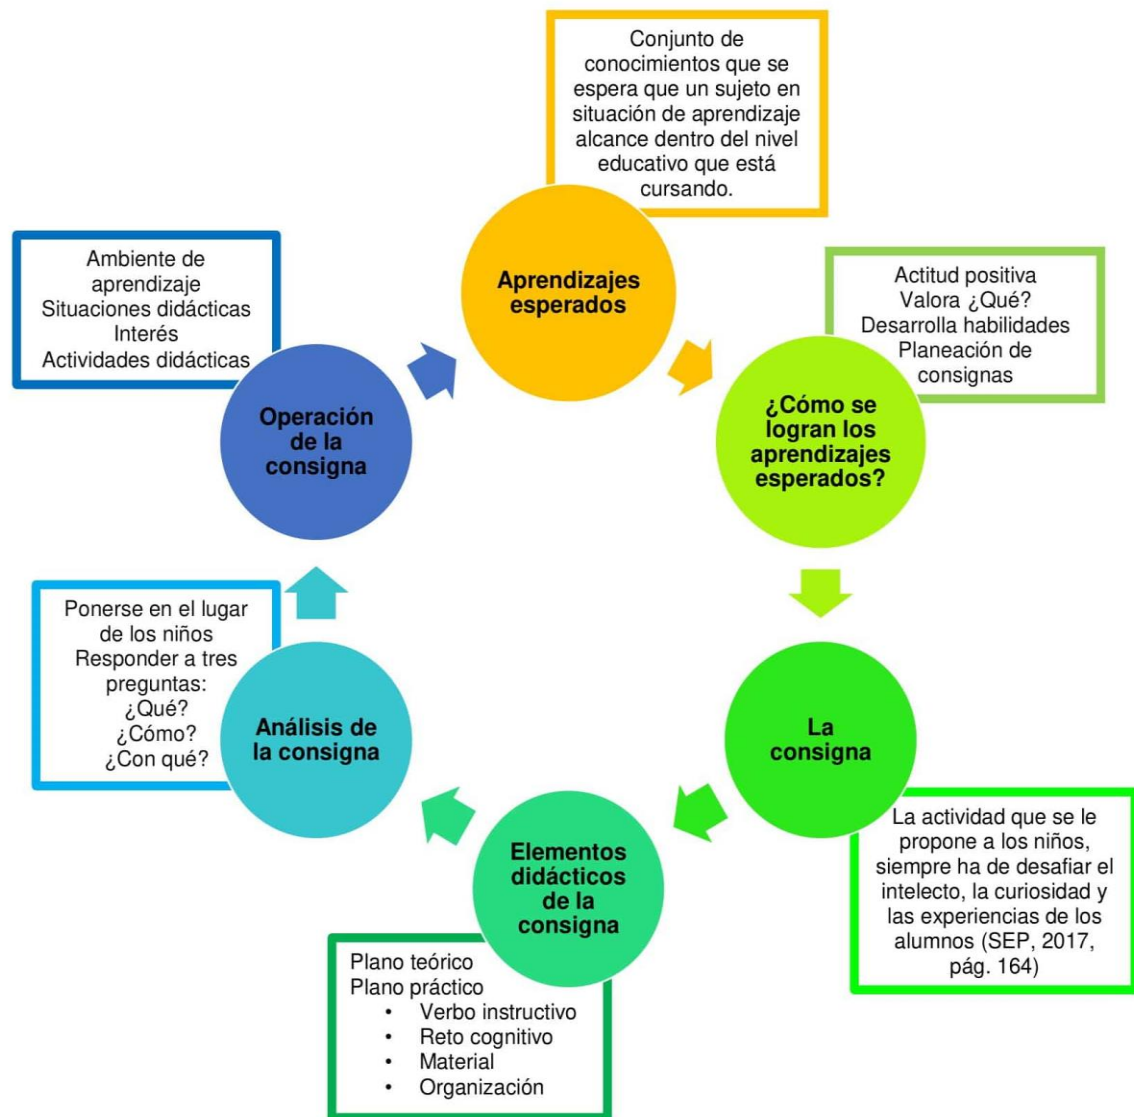 Conjunto de
conocimientos que se
espera que un sujeto en
situación de aprendizaje
alcance dentro del nivel
educativo que está
cursando.
Aprendizajes
esperados
Actitud positiva
Valora ¿Qué?
Desarrolla habilidades
Planeación de
consignas
¿Cómo se
logran los
aprendizajes
esperados?
La
consigna
La actividad que se le
propone a los niños,
siempre ha de desafiar el
intelecto, la curiosidad y
las experiencias de los
alumnos (SEP, 2017,
pág. 164)
Elementos
didácticos
de la
consigna
Plano teórico
Plano práctico
• Verbo instructivo
• Reto cognitivo
• Material
• Organización
Análisis de
la consigna
Ponerse en el lugar
de los niños
Responder a tres
preguntas:
¿Qué?
¿Cómo?
¿Con qué?
Operación
de la
consigna
Ambiente de
aprendizaje
Situaciones didácticas
Interés
Actividades didácticas